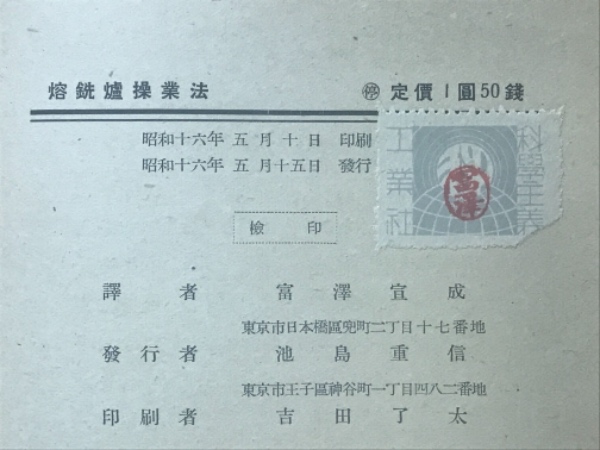 熔銑爐操業法 ㊡ 定價 1圓50錢
昭和十六年 五月十日 印刷
昭和十六年 五月十五日 發行
科學主義
工業社
富澤
檢印
譯者 富澤宣成
東京市日本橋區兜町二丁目十七番地
發行者 池島重信
東京市王子區神谷町一丁目四八二番地
印刷者 吉田了太